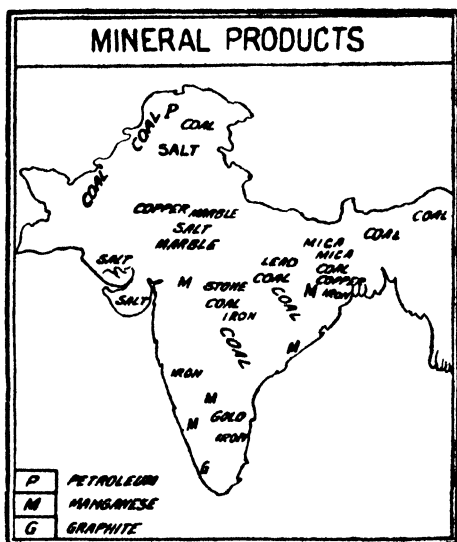 MINERAL PRODUCTS
P
COAL
COAL
SALT
COAL
COPPER MARBLE
SALT
MARBLE
COAL
COAL
MICA
MICA
LEAD
COAL
COAL
COPPER
M IRON
SALT
SALT
M
STONE
COAL
IRON
COAL
COAL
M
IRON
M
M
GOLD
IRON
G
P PETROLEUM
M MANGANESE
G GRAPHITE